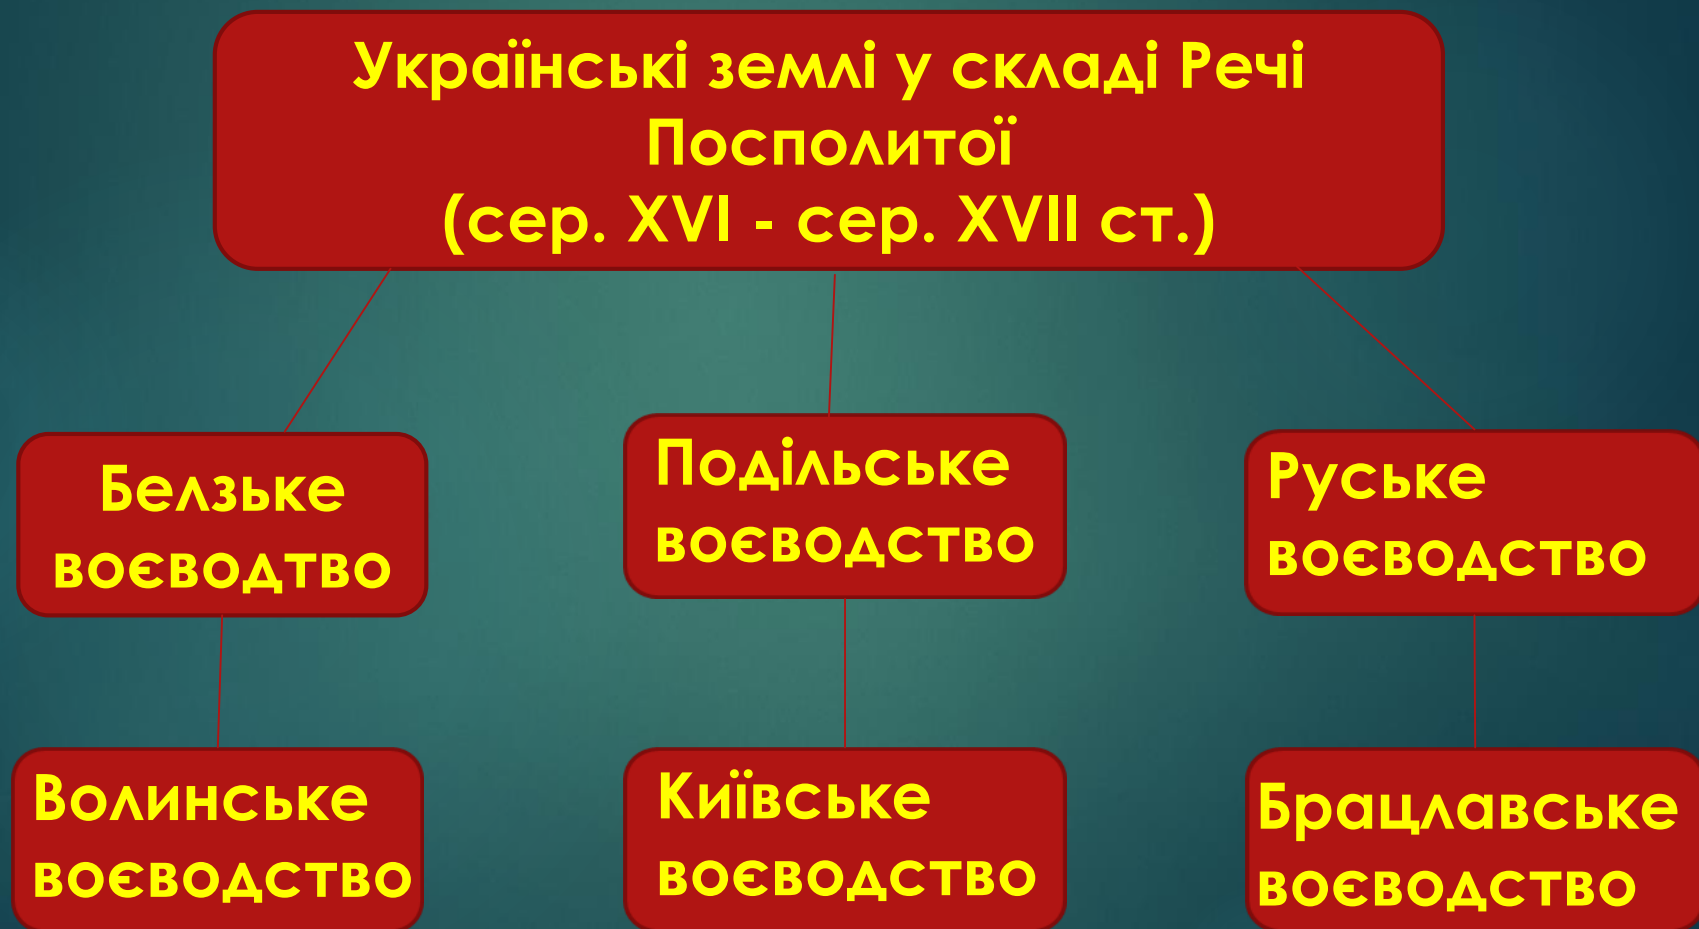 Українські землі у складі Речі
Посполитої
(сер. XVI - сер. XVII ст.)
Белзьке
воєводтво
Подільське
воєводство
Руське
воєводство
Волинське
воєводство
Київське
воєводство
Брацлавське
воєводство